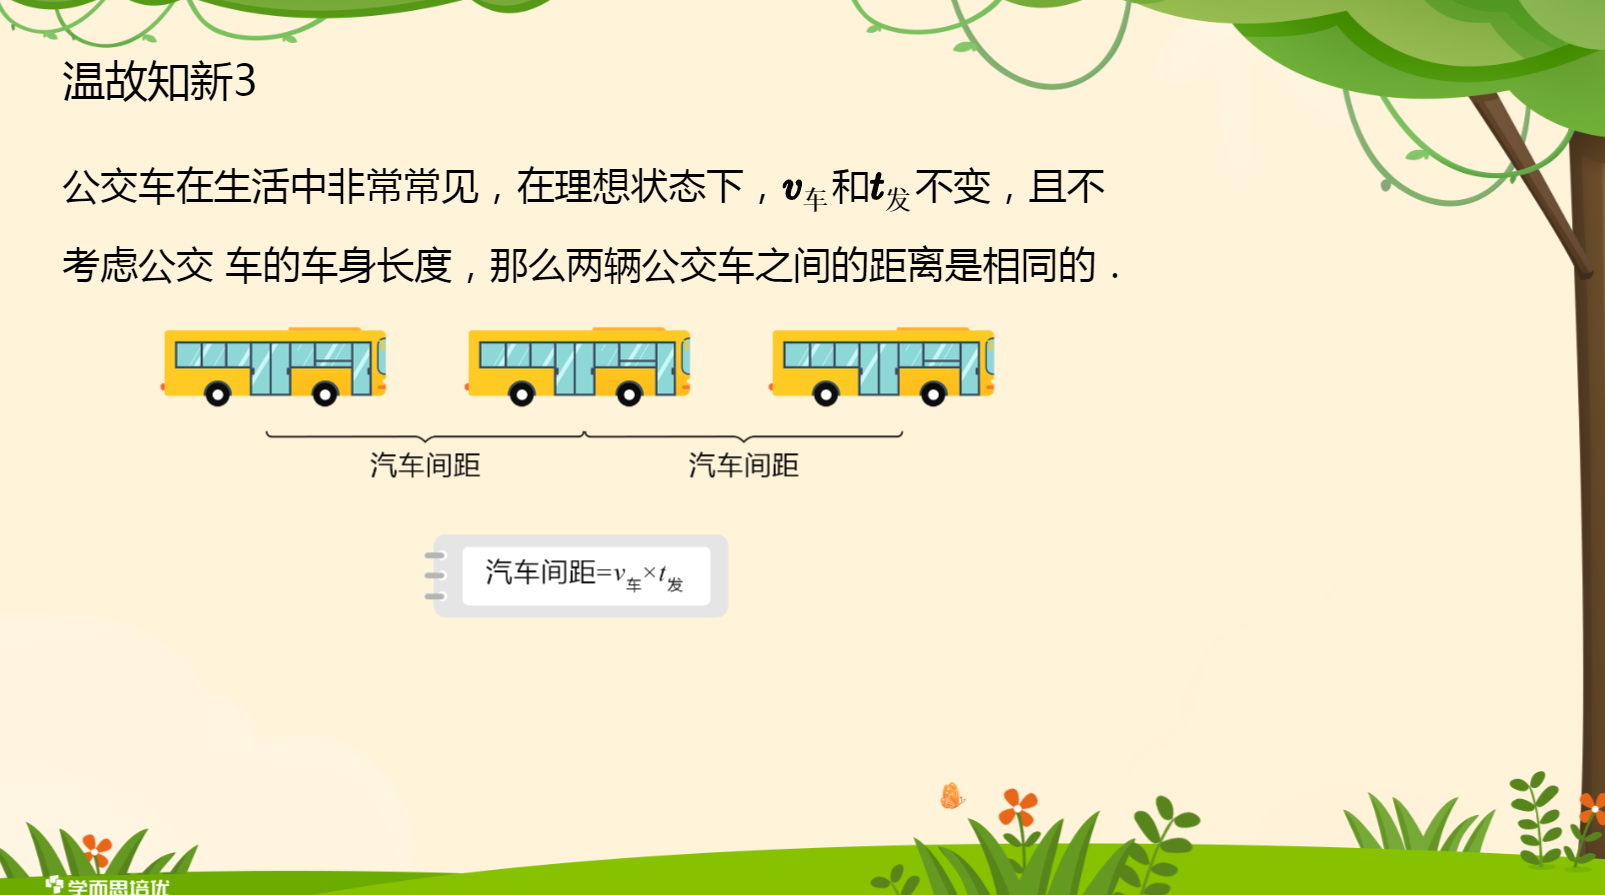 温故知新3
公交车在生活中非常常见，在理想状态下，v车和t发不变，且不
考虑公交 车的车身长度，那么两辆公交车之间的距离是相同的．
汽车间距 汽车间距
汽车间距=v车×t发
学而思培优